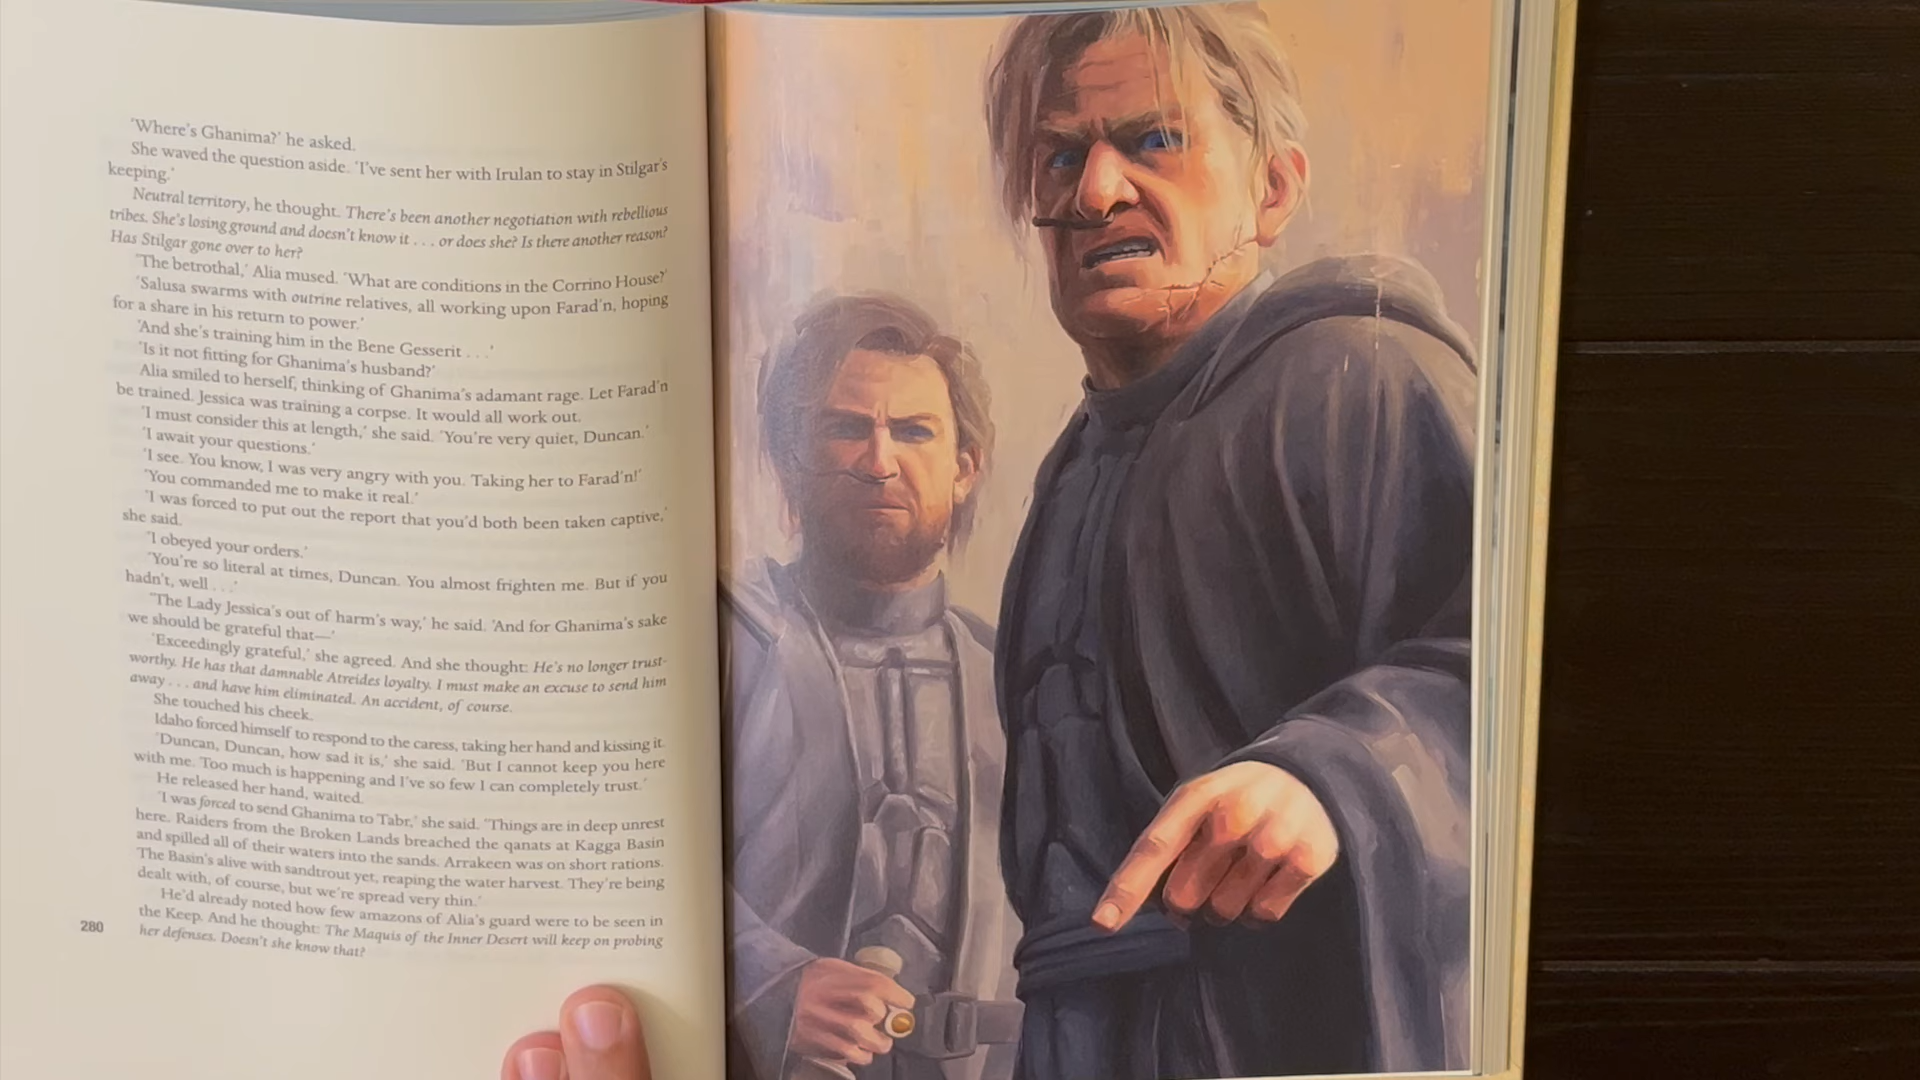 'Where's Ghanima?' he asked.
She waved the question aside. 'I've sent her with Irulan to stay in Stilgar's
keeping.'
Neutral territory, he thought. There's been another negotiation with rebellious
tribes. She's losing ground and doesn't know it . . . or does she? Is there another reason?
Has Stilgar gone over to her?
'The betrothal,' Alia mused. 'What are conditions in the Corrino House?'
'Salusa swarms with outrine relatives, all working upon Farad'n, hoping
for a share in his return to power.'
'And she's training him in the Bene Gesserit . . .'
'Is it not fitting for Ghanima's husband?'
Alia smiled to herself, thinking of Ghanima's adamant rage. Let Farad'n
be trained. Jessica was training a corpse. It would all work out.
'I must consider this at length,' she said. 'You're very quiet, Duncan.'
'I await your questions.'
'I see. You know, I was very angry with you. Taking her to Farad'n!'
'You commanded me to make it real.'
'I was forced to put out the report that you'd both been taken captive,'
she said.
'I obeyed your orders.'
'You're so literal at times, Duncan. You almost frighten me. But if you
hadn't, well . . .'
'The Lady Jessica's out of harm's way,' he said. 'And for Ghanima's sake
we should be grateful that—'
'Exceedingly grateful,' she agreed. And she thought: He's no longer trust-
worthy. He has that damnable Atreides loyalty. I must make an excuse to send him
away . . . and have him eliminated. An accident, of course.
She touched his cheek.
Idaho forced himself to respond to the caress, taking her hand and kissing it.
'Duncan, Duncan, how sad it is,' she said. 'But I cannot keep you here
with me. Too much is happening and I've so few I can completely trust.'
He released her hand, waited.
'I was forced to send Ghanima to Tabr,' she said. 'Things are in deep unrest
here. Raiders from the Broken Lands breached the qanats at Kagga Basin
and spilled all of their waters into the sands. Arrakeen was on short rations.
The Basin's alive with sandtrout yet, reaping the water harvest. They're being
dealt with, of course, but we're spread very thin.'
He'd already noted how few amazons of Alia's guard were to be seen in
the Keep. And he thought: The Maquis of the Inner Desert will keep on probing
her defenses. Doesn't she know that?
280